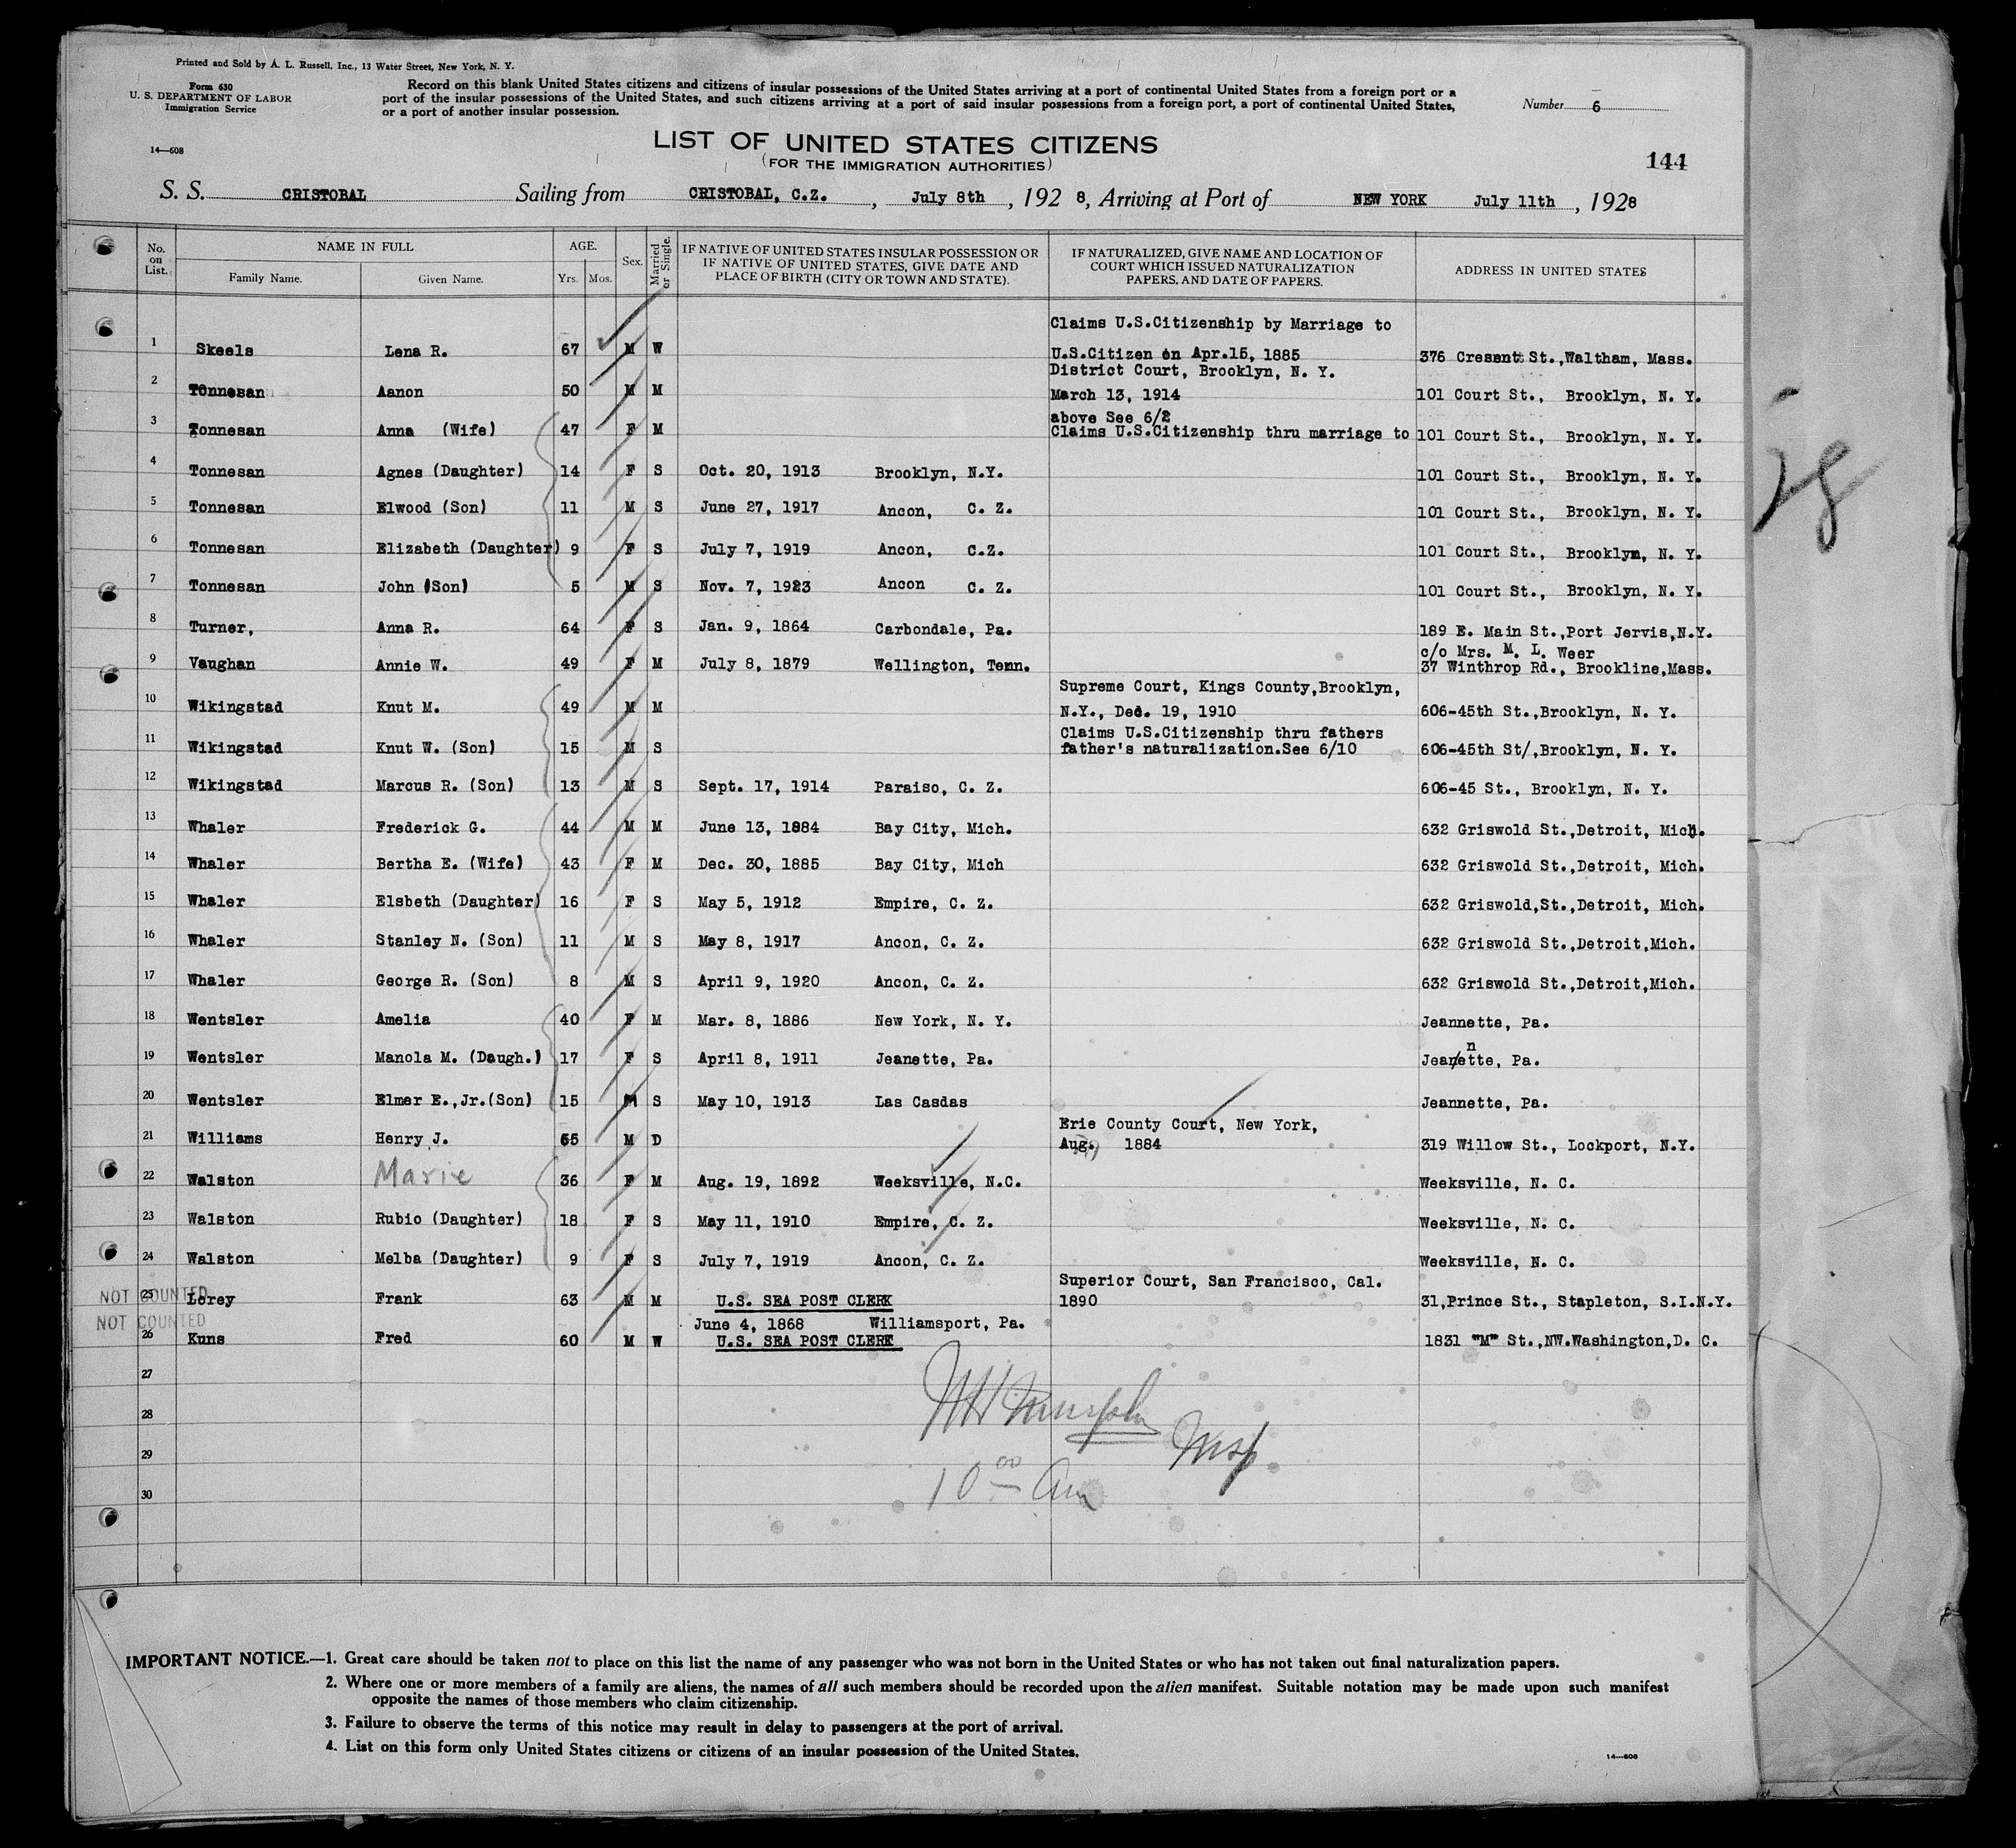 Printed and Sold by A. L. Russell, Inc., 13 Water Street, New York, N. Y.
Form 630
U. S. DEPARTMENT OF LABOR
Immigration Service
Record on this blank United States citizens and citizens of insular possessions of the United States arriving at a port of continental United States from a foreign port or a
port of the insular possessions of the United States, and such citizens arriving at a port of said insular possessions from a foreign port, a port of continental United States,
or a port of another insular possession.
Number 6
14—608
LIST OF UNITED STATES CITIZENS
(FOR THE IMMIGRATION AUTHORITIES)
144
S. S. CRISTOBAL Sailing from CRISTOBAL, C.Z., July 8th, 1928, Arriving at Port of NEW YORK July 11th, 1928
No. on List. NAME IN FULL Family Name. Given Name. AGE. Yrs. Mos. Sex. Married or Single. IF NATIVE OF UNITED STATES INSULAR POSSESSION OR IF NATIVE OF UNITED STATES, GIVE DATE AND PLACE OF BIRTH (CITY OR TOWN AND STATE). IF NATURALIZED, GIVE NAME AND LOCATION OF COURT WHICH ISSUED NATURALIZATION PAPERS, AND DATE OF PAPERS. ADDRESS IN UNITED STATES
Claims U.S.Citizenship by Marriage to
1 Skeels Lena R. 67 M W U.S.Citizen on Apr.15, 1885 376 Cresent St.,Waltham, Mass.
District Court, Brooklyn, N. Y.
2 Tonnesan Aanon 50 M M March 13, 1914 101 Court St., Brooklyn, N. Y.
above See 6/2
3 Tonnesan Anna (Wife) 47 F M Claims U.S.Citizenship thru marriage to 101 Court St., Brooklyn, N. Y.
4 Tonnesan Agnes (Daughter) 14 F S Oct. 20, 1913 Brooklyn, N.Y. 101 Court St., Brooklyn, N. Y.
5 Tonnesan Elwood (Son) 11 M S June 27, 1917 Ancon, C. Z. 101 Court St., Brooklyn, N. Y.
6 Tonnesan Elizabeth (Daughter) 9 F S July 7, 1919 Ancon, C.Z. 101 Court St., Brooklyn, N. Y.
7 Tonnesan John (Son) 5 M S Nov. 7, 1923 Ancon C. Z. 101 Court St., Brooklyn, N. Y.
8 Turner, Anna R. 64 F S Jan. 9, 1864 Carbondale, Pa. 189 E. Main St.,Port Jervis,N.Y.
c/o Mrs. M. L. Weer
9 Vaughan Annie W. 49 F M July 8, 1879 Wellington, Tenn. 37 Winthrop Rd., Brookline,Mass.
Supreme Court, Kings County,Brooklyn,
10 Wikingstad Knut M. 49 M M N.Y., Dec. 19, 1910 606-45th St.,Brooklyn, N. Y.
Claims U.S.Citizenship thru fathers
11 Wikingstad Knut W. (Son) 15 M S father's naturalization.See 6/10 606-45th St/,Brooklyn, N. Y.
12 Wikingstad Marcus R. (Son) 13 M S Sept. 17, 1914 Paraiso, C. Z. 606-45 St., Brooklyn, N. Y.
13 Whaler Frederick G. 44 M M June 13, 1884 Bay City, Mich. 632 Griswold St.,Detroit, Mich.
14 Whaler Bertha E. (Wife) 43 F M Dec. 30, 1885 Bay City, Mich 632 Griswold St.,Detroit, Mich.
15 Whaler Elsbeth (Daughter) 16 F S May 5, 1912 Empire, C. Z. 632 Griswold,St.,Detroit, Mich.
16 Whaler Stanley N. (Son) 11 M S May 8, 1917 Ancon, C. Z. 632 Griswold St.,Detroit,Mich.
17 Whaler George R. (Son) 8 M S April 9, 1920 Ancon, C. Z. 632 Griswold St.,Detroit,Mich.
18 Wentsler Amelia 40 F M Mar. 8, 1886 New York, N. Y. Jeannette, Pa.
19 Wentsler Manola M. (Daugh.) 17 F S April 8, 1911 Jeanette, Pa. Jeannette, Pa.
20 Wentsler Elmer E.,Jr.(Son) 15 M S May 10, 1913 Las Casdas Jeannette, Pa.
Erie County Court, New York,
21 Williams Henry J. 65 M D Aug. 1884 319 Willow St., Lockport, N.Y.
22 Walston Marie 36 F M Aug. 19, 1892 Weeksville, N.C. Weeksville, N. C.
23 Walston Rubio (Daughter) 18 F S May 11, 1910 Empire, C. Z. Weeksville, N. C.
24 Walston Melba (Daughter) 9 F S July 7, 1919 Ancon, C. Z. Weeksville, N. C.
Superior Court, San Francisco, Cal.
NOT COUNTED
25 Lorey Frank 63 M M U.S. SEA POST CLERK 1890 31,Prince St., Stapleton, S.I.N.Y.
NOT COUNTED
June 4, 1868 Williamsport, Pa.
26 Kuns Fred 60 M W U.S. SEA POST CLERK 1831 "M" St.,NW.Washington,D. C.
27
28
29
30
10 00 am
IMPORTANT NOTICE.—1. Great care should be taken not to place on this list the name of any passenger who was not born in the United States or who has not taken out final naturalization papers.
2. Where one or more members of a family are aliens, the names of all such members should be recorded upon the alien manifest. Suitable notation may be made upon such manifest
opposite the names of those members who claim citizenship.
3. Failure to observe the terms of this notice may result in delay to passengers at the port of arrival.
4. List on this form only United States citizens or citizens of an insular possession of the United States.
14—608